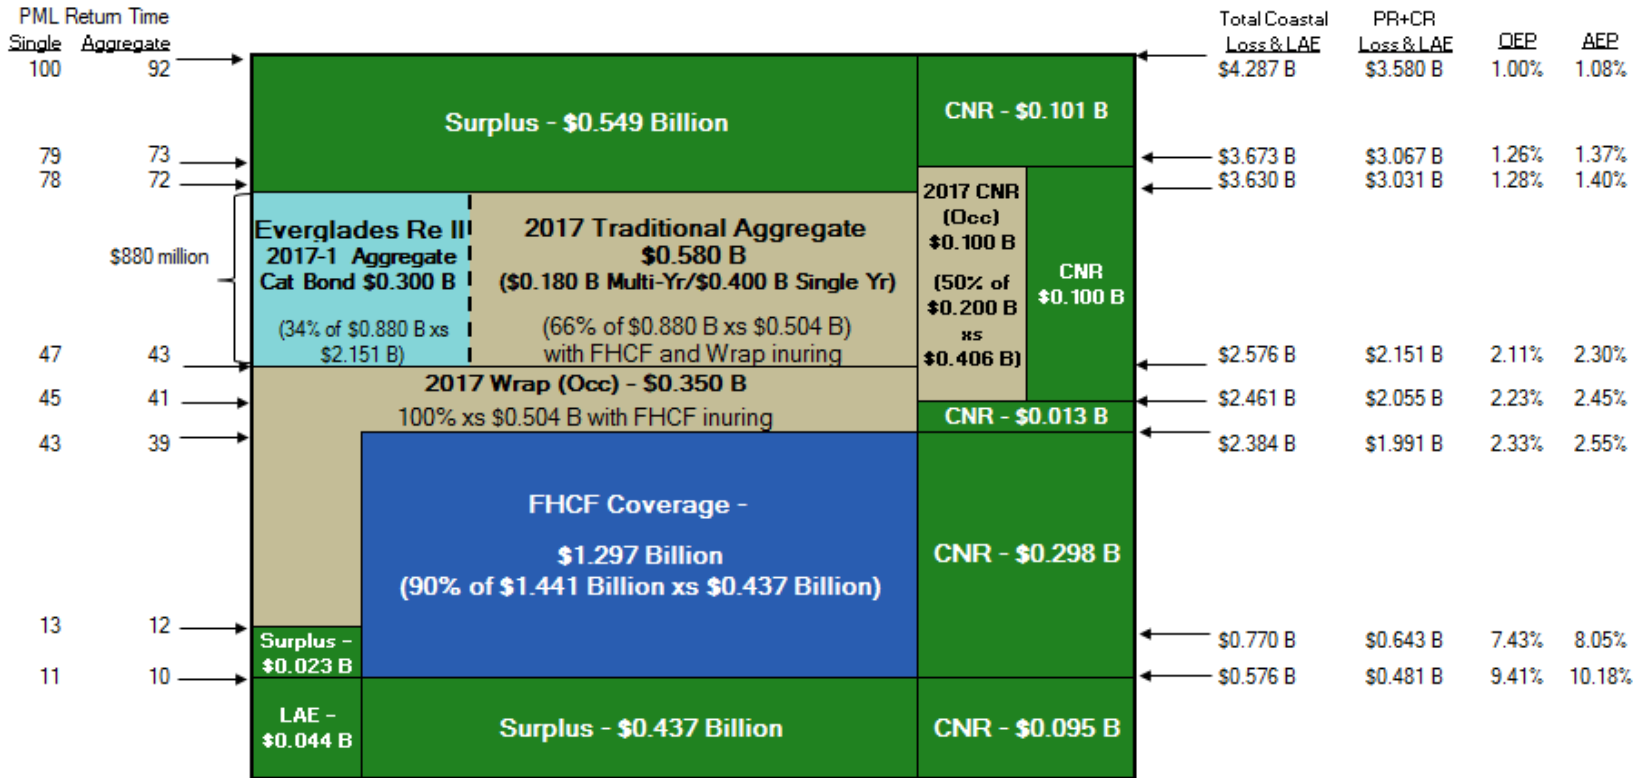 PML Return Time
Single Aggregate
Total Coastal PR+CR
Loss & LAE Loss & LAE OEP AEP
100 92
$4.287 B $3.580 B 1.00% 1.08%
Surplus - $0.549 Billion
CNR - $0.101 B
79 73
$3.673 B $3.067 B 1.26% 1.37%
78 72
$3.630 B $3.031 B 1.28% 1.40%
$880 million
Everglades Re II
2017-1 Aggregate
Cat Bond $0.300 B
(34% of $0.880 B xs
$2.151 B)
2017 Traditional Aggregate
$0.580 B
($0.180 B Multi-Yr/$0.400 B Single Yr)
(66% of $0.880 B xs $0.504 B)
with FHCF and Wrap inuring
2017 CNR
(Occ)
$0.100 B
(50% of
$0.200 B
xs
$0.406 B)
CNR
$0.100 B
47 43
$2.576 B $2.151 B 2.11% 2.30%
2017 Wrap (Occ) - $0.350 B
100% xs $0.504 B with FHCF inuring
45 41
$2.461 B $2.055 B 2.23% 2.45%
CNR - $0.013 B
43 39
$2.384 B $1.991 B 2.33% 2.55%
FHCF Coverage -
$1.297 Billion
(90% of $1.441 Billion xs $0.437 Billion)
CNR - $0.298 B
13 12
$0.770 B $0.643 B 7.43% 8.05%
Surplus -
$0.023 B
11 10
$0.576 B $0.481 B 9.41% 10.18%
LAE -
$0.044 B
Surplus - $0.437 Billion
CNR - $0.095 B